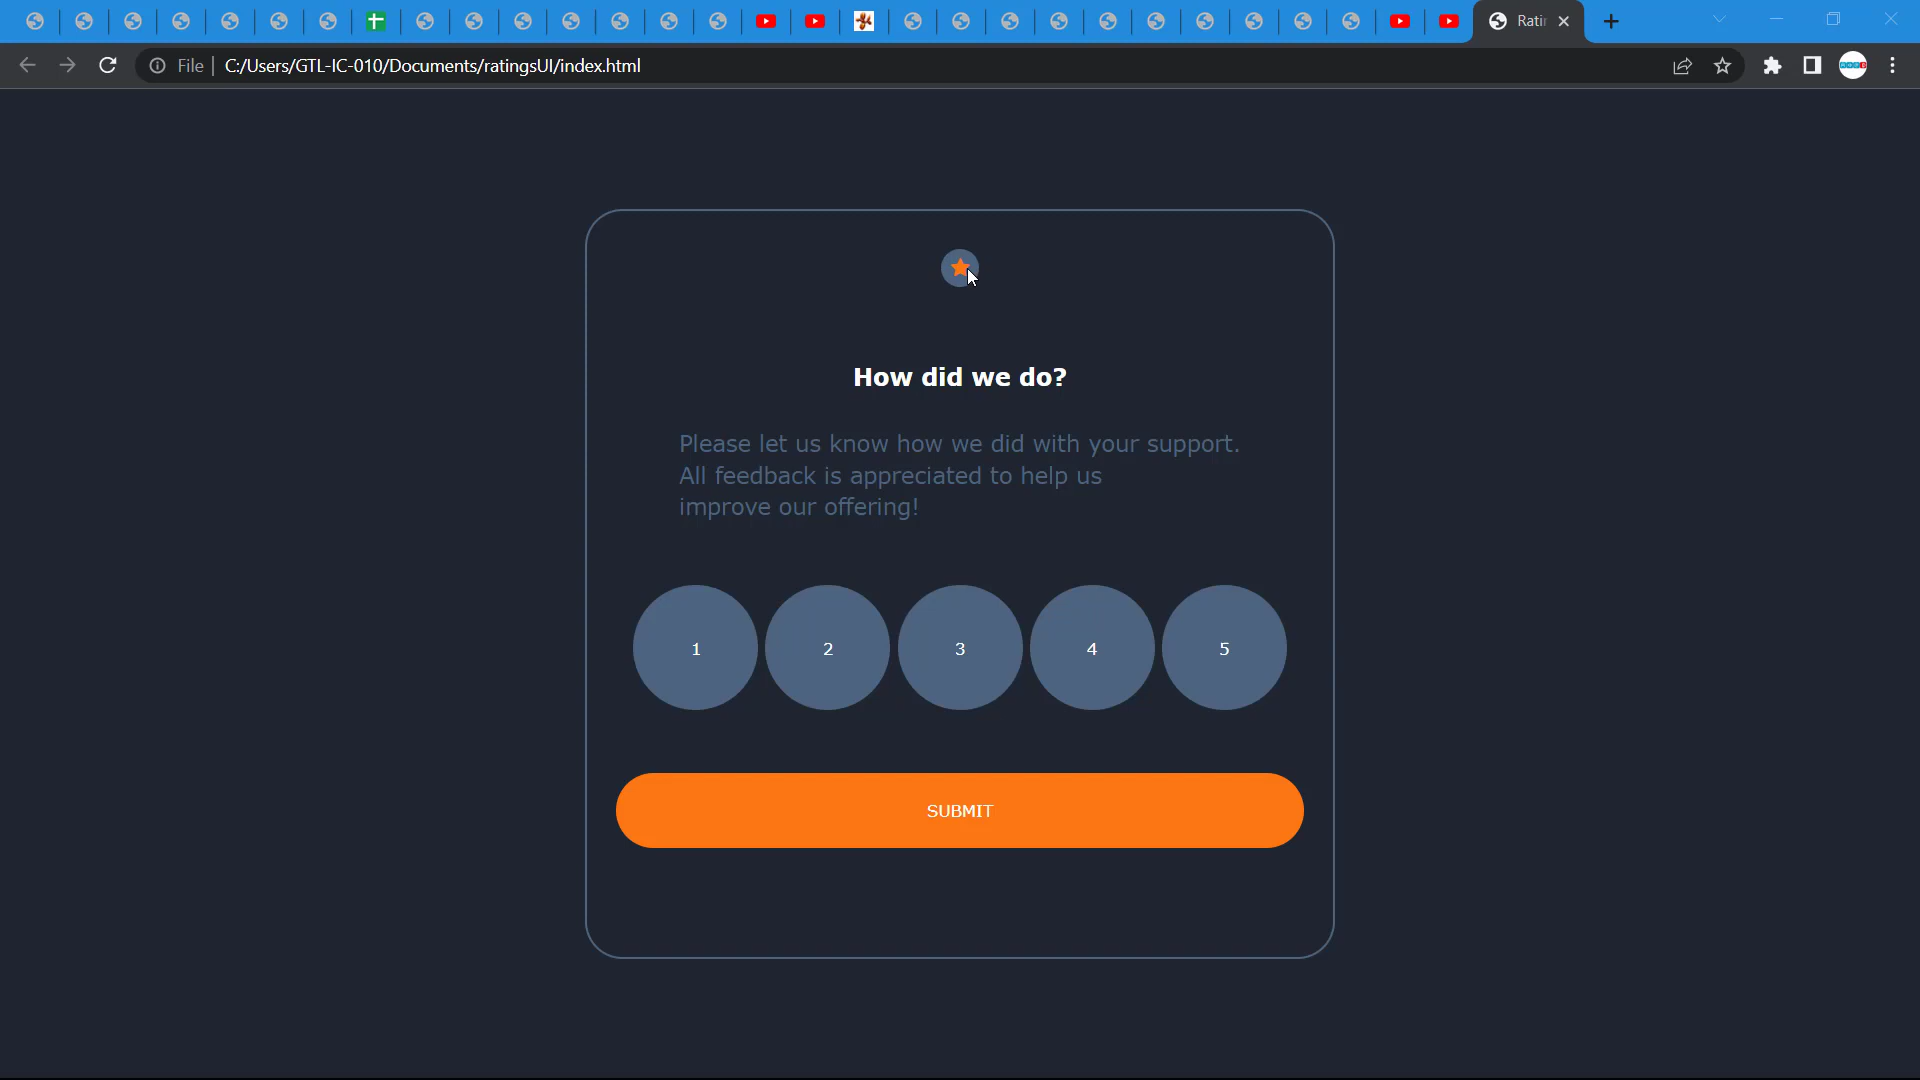 Ratin
File
C:/Users/GTL-IC-010/Documents/ratingsUI/index.html
How did we do?
Please let us know how we did with your support.
All feedback is appreciated to help us
improve our offering!
1 2 3 4 5
SUBMIT